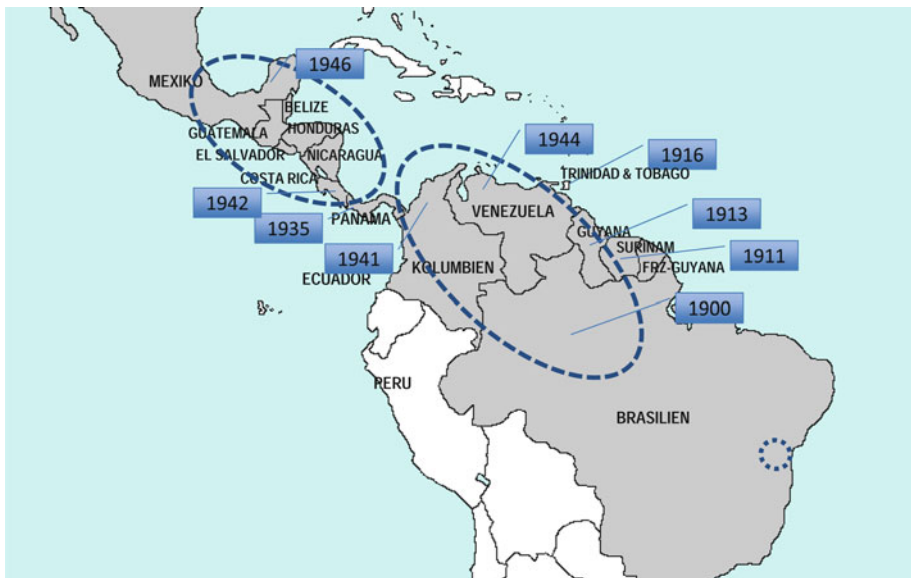 1946
MEXIKO
BELIZE
GUATEMALA
HONDURAS
EL SALVADOR
NICARAGUA
1944
1916
COSTA RICA
TRINIDAD & TOBAGO
1942
VENEZUELA
1913
PANAMA
1935
GUYANA
SURINAM
1911
1941
KOLUMBIEN
FRZ-GUYANA
ECUADOR
1900
PERU
BRASILIEN